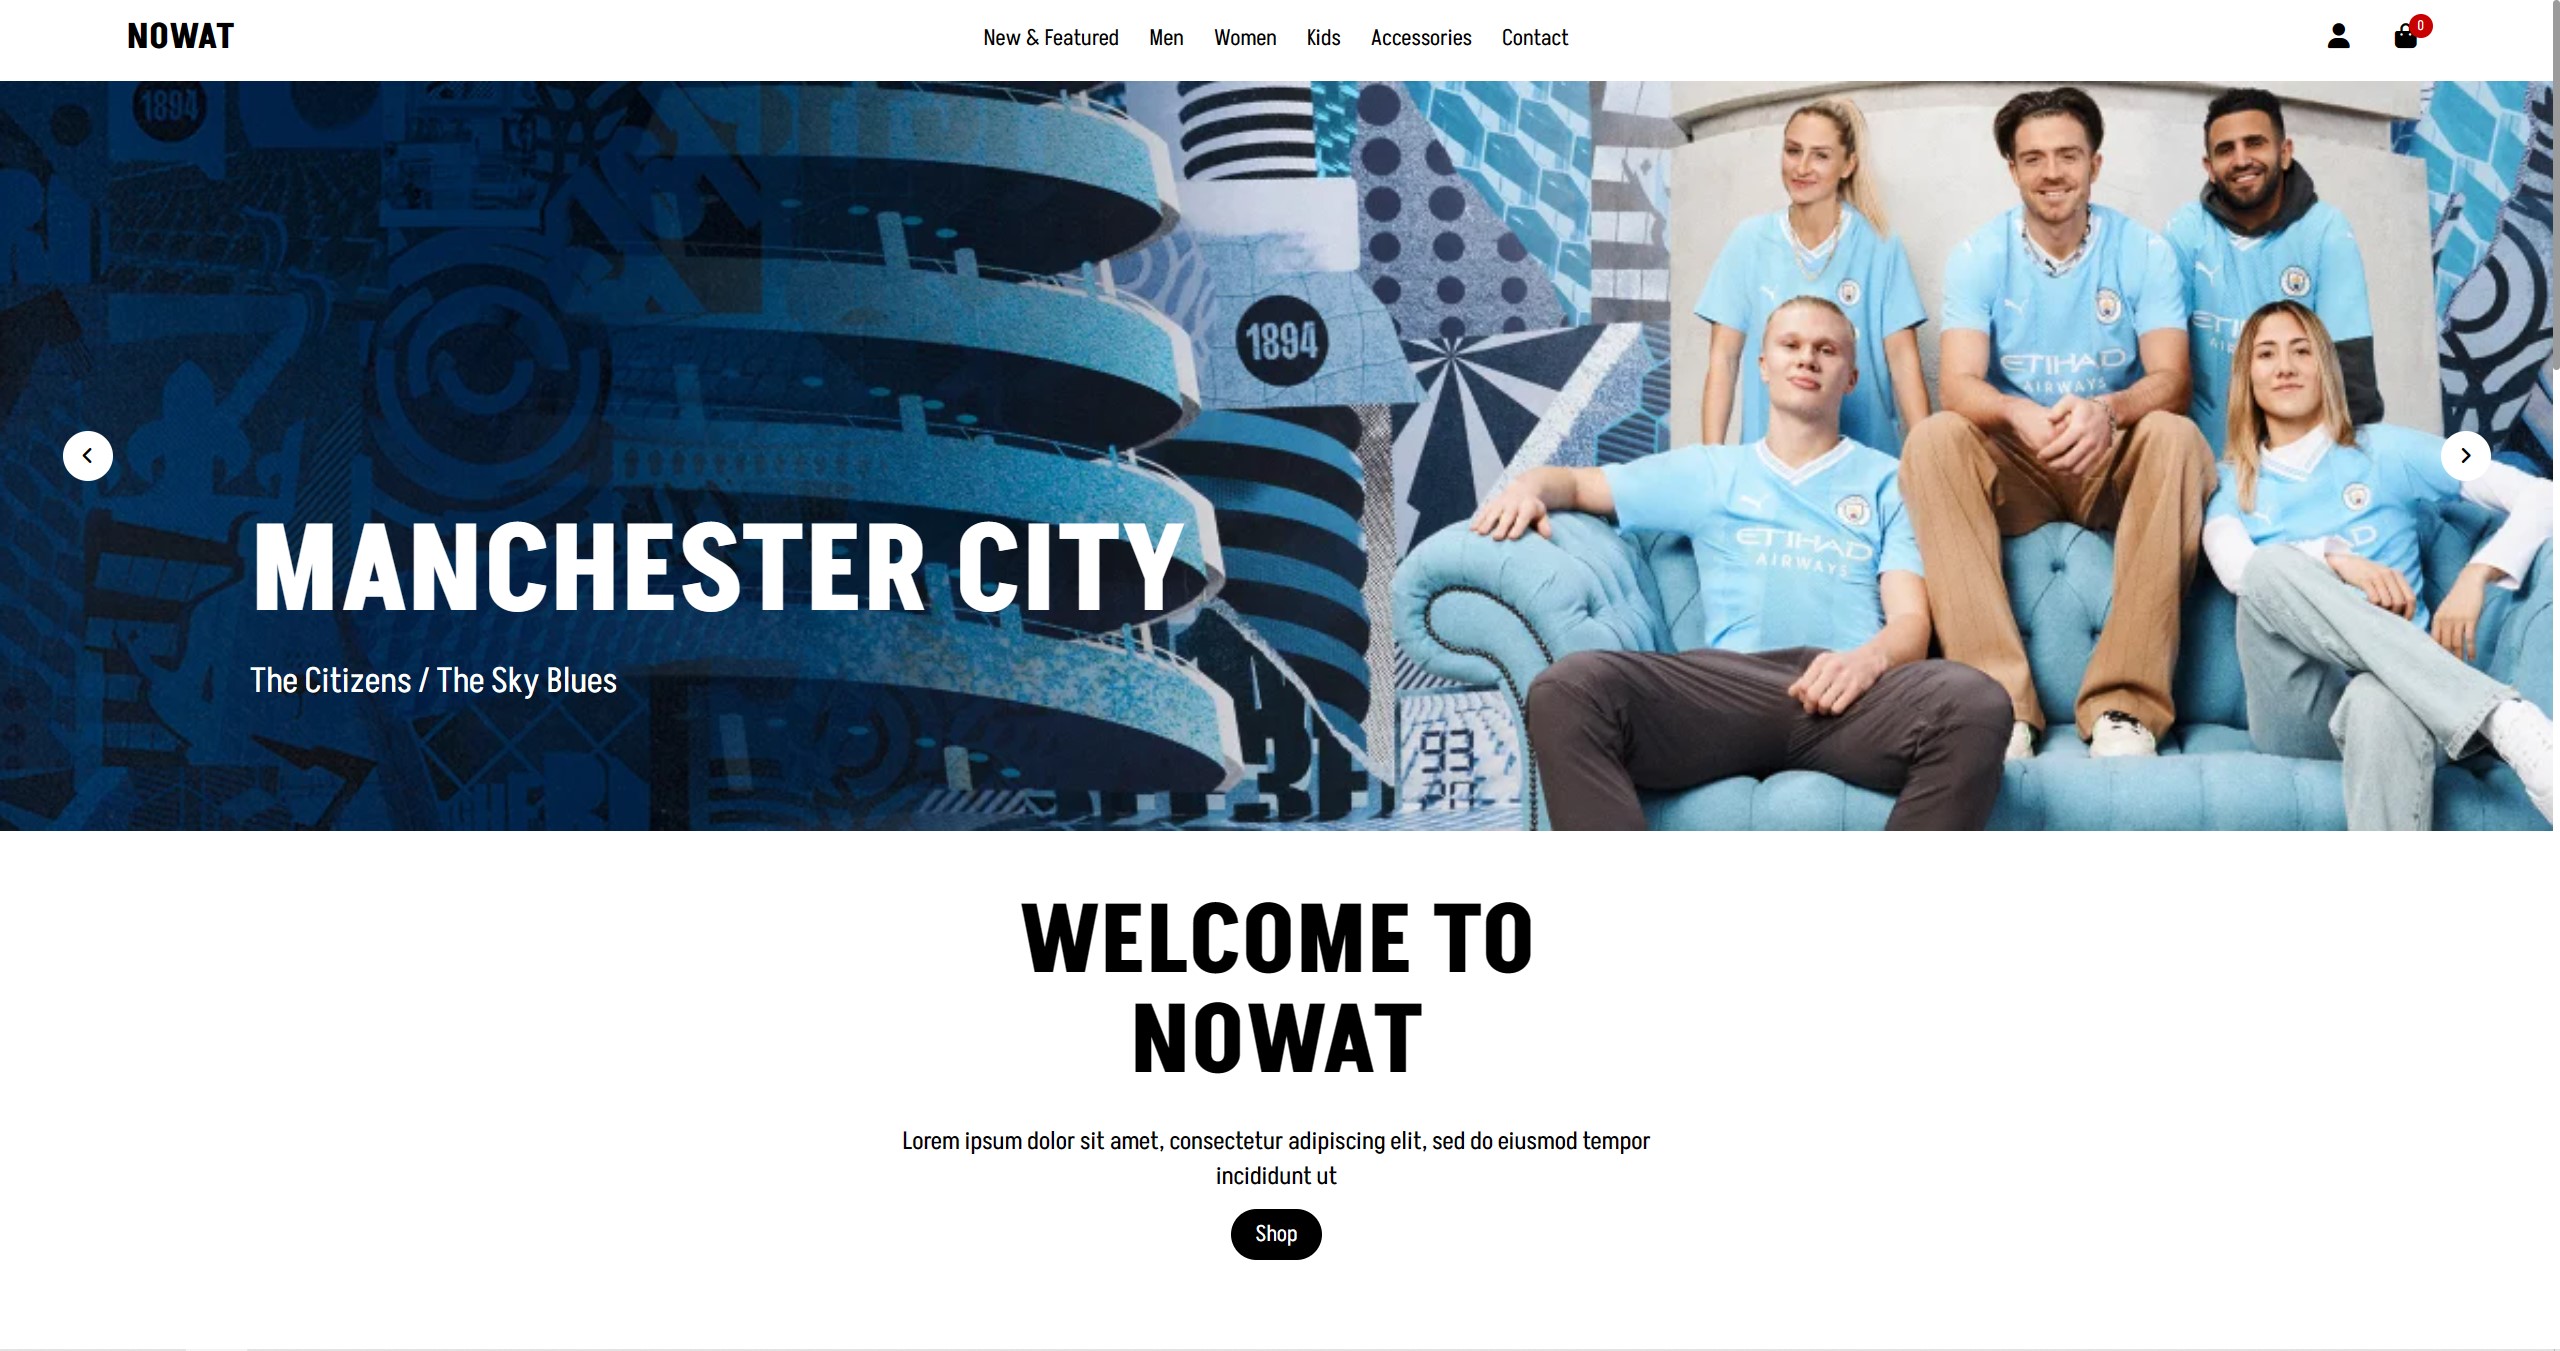 NOWAT
New & Featured Men Women Kids Accessories Contact
0
1894
1894
MANCHESTER CITY
The Citizens / The Sky Blues
ETIHAD
AIRWAYS
ETIHAD
AIRWAYS
93
WELCOME TO
NOWAT
Lorem ipsum dolor sit amet, consectetur adipiscing elit, sed do eiusmod tempor
incididunt ut
Shop